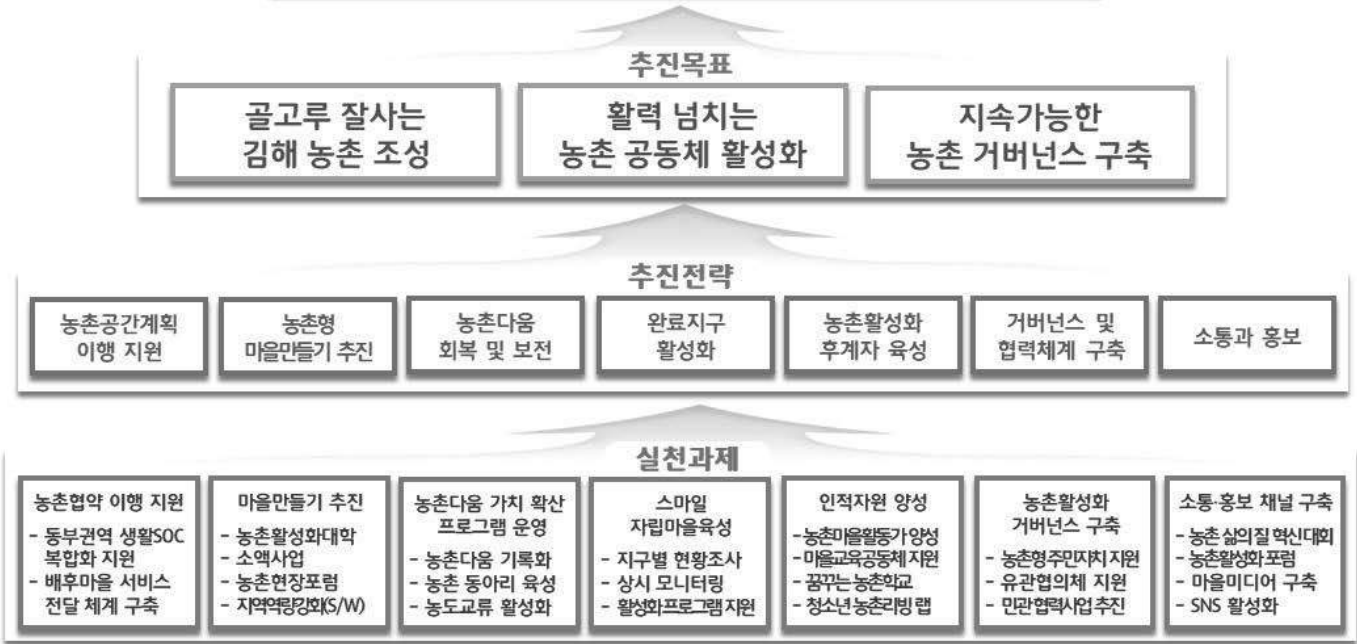 추진목표
골고루 잘사는
김해 농촌 조성
활력 넘치는
농촌 공동체 활성화
지속가능한
농촌 거버넌스 구축
추진전략
농촌공간계획
이행 지원
농촌형
마을만들기 추진
농촌다움
회복 및 보전
완료지구
활성화
농촌활성화
후계자 육성
거버넌스 및
협력체계 구축
소통과 홍보
실천과제
농촌협약 이행 지원
- 동부권역 생활SOC
복합화 지원
- 배후마을 서비스
전달 체계 구축
마을만들기 추진
- 농촌활성화대학
- 소액사업
- 농촌현장포럼
- 지역역량강화(S/W)
농촌다움 가치 확산
프로그램 운영
- 농촌다움 기록화
- 농촌 동아리 육성
- 농도교류 활성화
스마일
자립마을육성
- 지구별 현황조사
- 상시 모니터링
- 활성화프로그램지원
인적자원 양성
- 농촌마을활동가 양성
- 마을교육공동체 지원
- 꿈꾸는 농촌학교
- 청소년 농촌리빙 랩
농촌활성화
거버넌스 구축
- 농촌형 주민자치 지원
- 유관협의체 지원
- 민관협력사업 추진
소통·홍보 채널 구축
- 농촌 삶의 질 혁신대회
- 농촌활성화 포럼
- 마을미디어 구축
- SNS 활성화